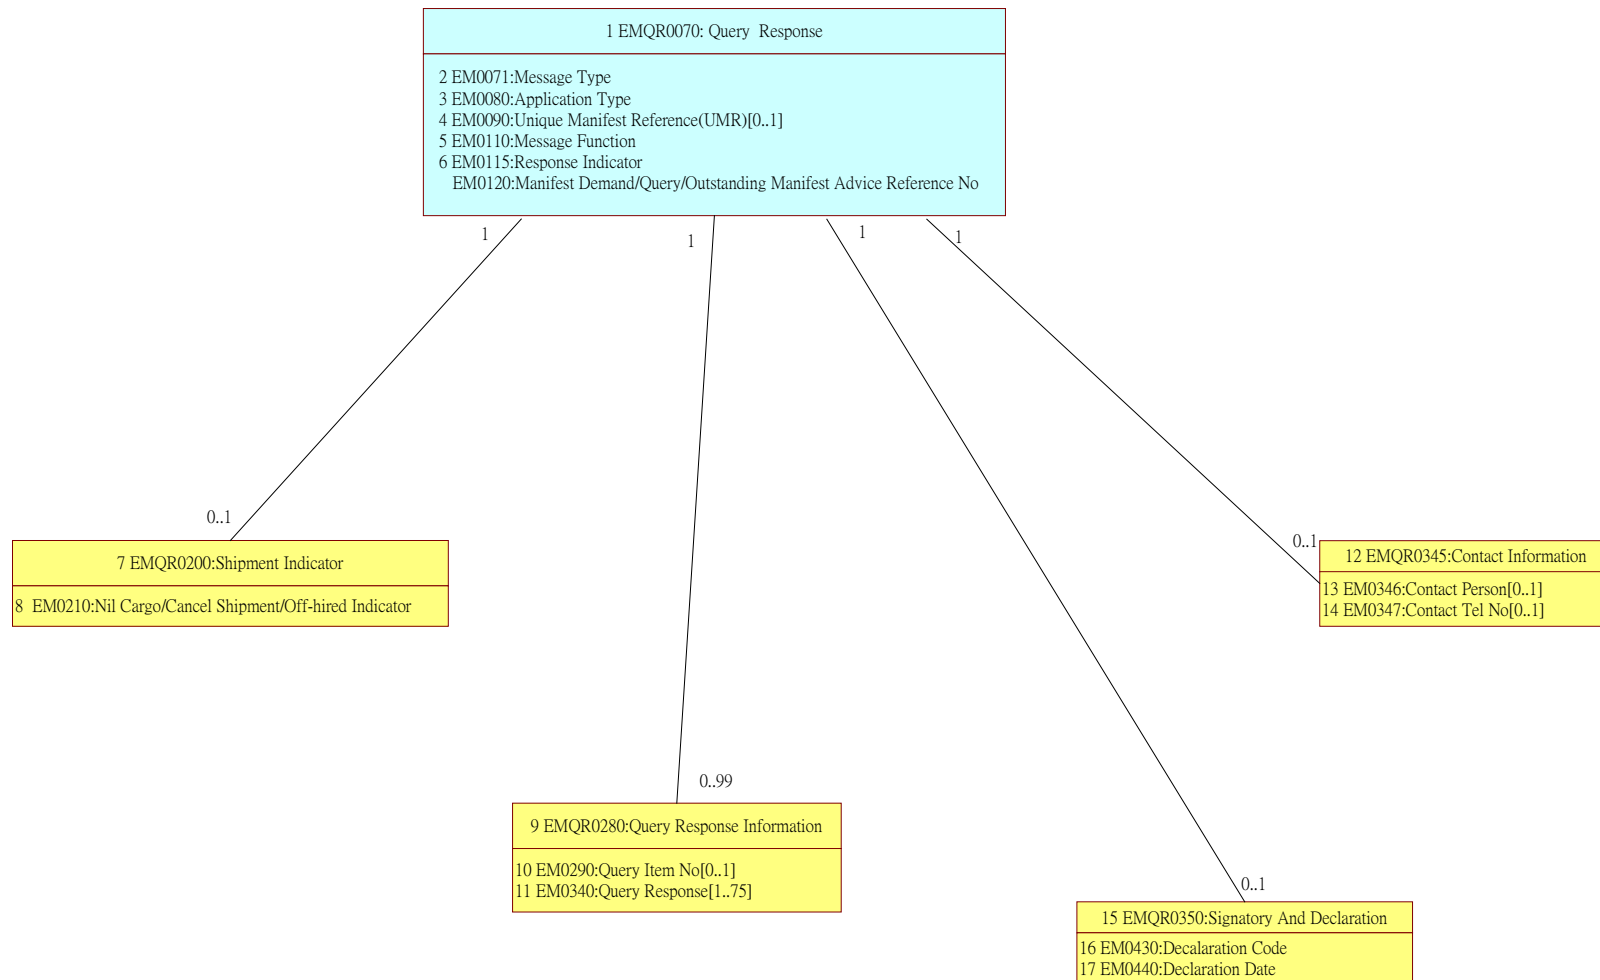 1 EMQR0070: Query Response
2 EM0071:Message Type
3 EM0080:Application Type
4 EM0090:Unique Manifest Reference(UMR)[0..1]
5 EM0110:Message Function
6 EM0115:Response Indicator
EM0120:Manifest Demand/Query/Outstanding Manifest Advice Reference No
1
1
1
1
0..1
7 EMQR0200:Shipment Indicator
8 EM0210:Nil Cargo/Cancel Shipment/Off-hired Indicator
0..1
12 EMQR0345:Contact Information
13 EM0346:Contact Person[0..1]
14 EM0347:Contact Tel No[0..1]
0..99
9 EMQR0280:Query Response Information
10 EM0290:Query Item No[0..1]
11 EM0340:Query Response[1..75]
0..1
15 EMQR0350:Signatory And Declaration
16 EM0430:Decalaration Code
17 EM0440:Declaration Date